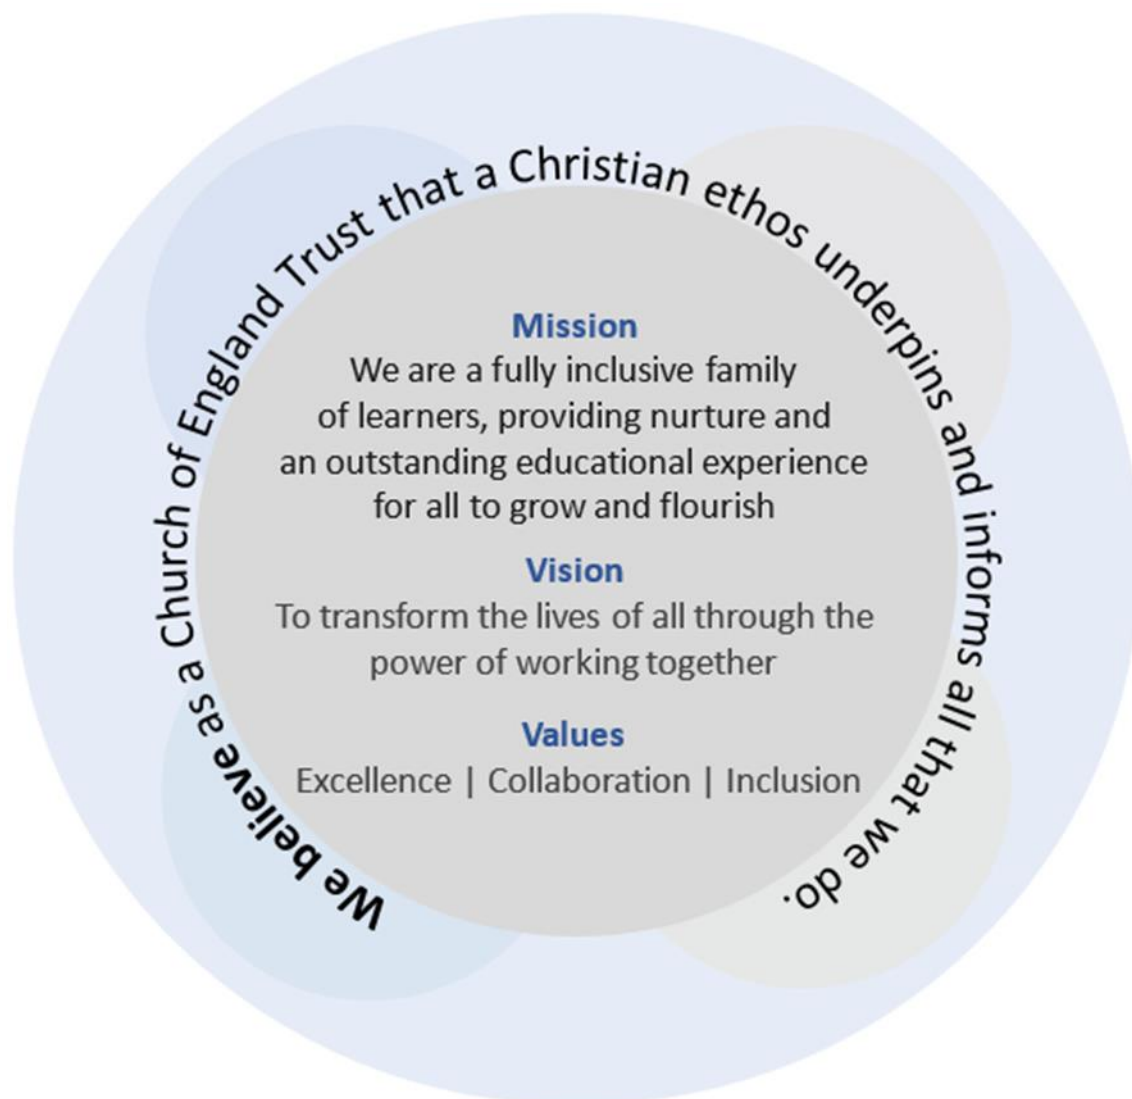 We believe as a Church of England Trust that a Christian ethos underpins and informs all that we do.
Mission
We are a fully inclusive family
of learners, providing nurture and
an outstanding educational experience
for all to grow and flourish
Vision
To transform the lives of all through the
power of working together
Values
Excellence | Collaboration | Inclusion